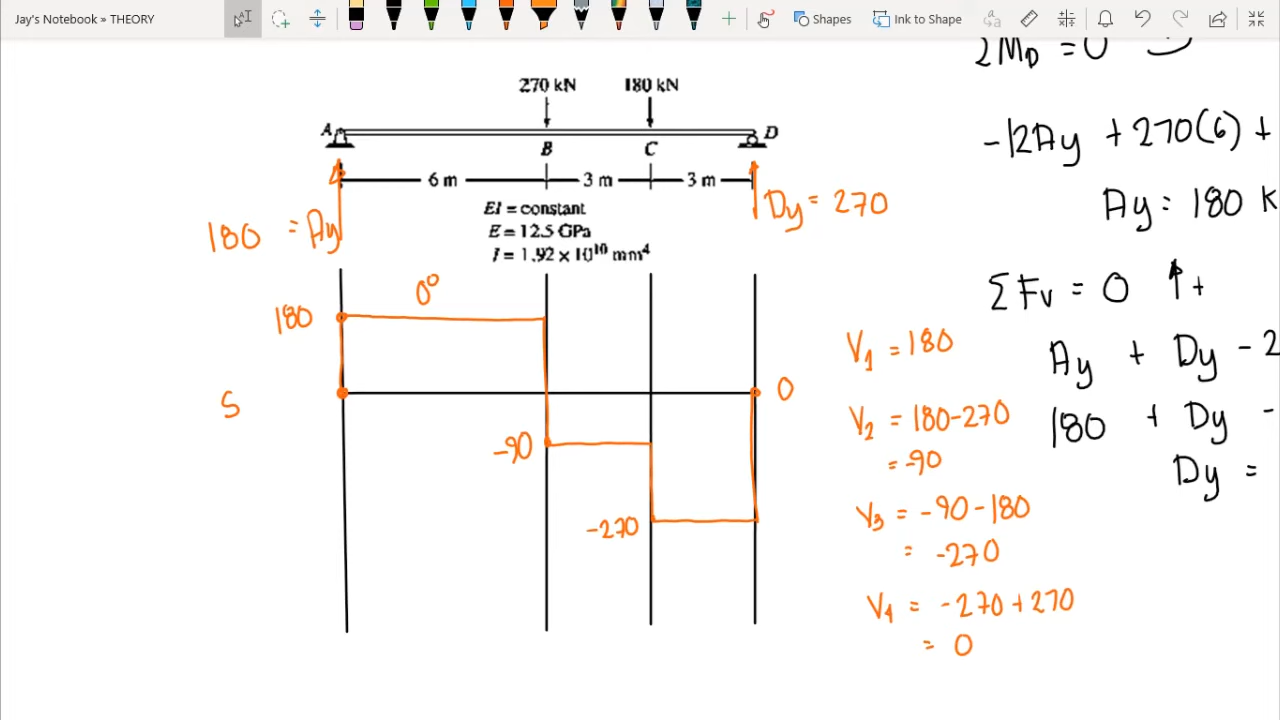 Jay's Notebook » THEORY
Shapes
Ink to Shape
270 kN 180 kN
A
D
B C
6 m 3 m 3 m
EI = constant
E = 12.5 GPa
I = 1.92 × 10¹⁰ mm⁴
180 = Ay
Dy = 270
0°
180
S
0
-90
-270
V₁ = 180
V₂ = 180-270
= -90
V₃ = -90-180
= -270
V₄ = -270+270
= 0
ΣM_D = 0
-12Ay + 270(6) +
Ay = 180 K
ΣFv = 0 ↑+
Ay + Dy - 2
180 + Dy -
Dy =